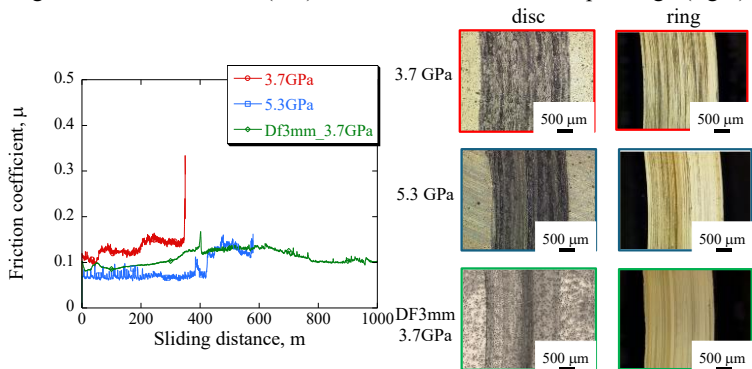 disc
ring
3.7 GPa
500 μm
500 μm
5.3 GPa
500 μm
500 μm
DF3mm
3.7GPa
500 μm
500 μm
Friction coefficient, μ
0.5
0.4
0.3
0.2
0.1
0
3.7GPa
5.3GPa
Df3mm_3.7GPa
0
200
400
600
800
1000
Sliding distance, m